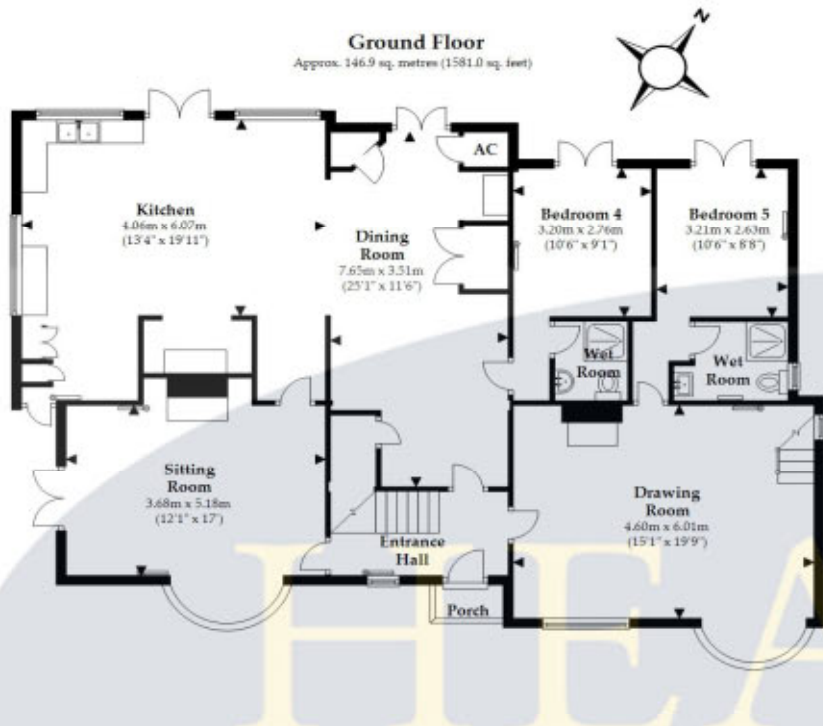 Ground Floor
Approx. 146.9 sq. metres (1581.0 sq. feet)
N
AC
Kitchen
4.06m x 6.07m
(13'4" x 19'11")
Dining
Room
7.65m x 3.51m
(25'1" x 11'6")
Bedroom 4
3.20m x 2.76m
(10'6" x 9'1")
Bedroom 5
3.21m x 2.63m
(10'6" x 8'8")
Wet
Room
Wet
Room
Sitting
Room
3.68m x 5.18m
(12'1" x 17')
Drawing
Room
4.60m x 6.01m
(15'1" x 19'9")
Entrance
Hall
Porch
HEA